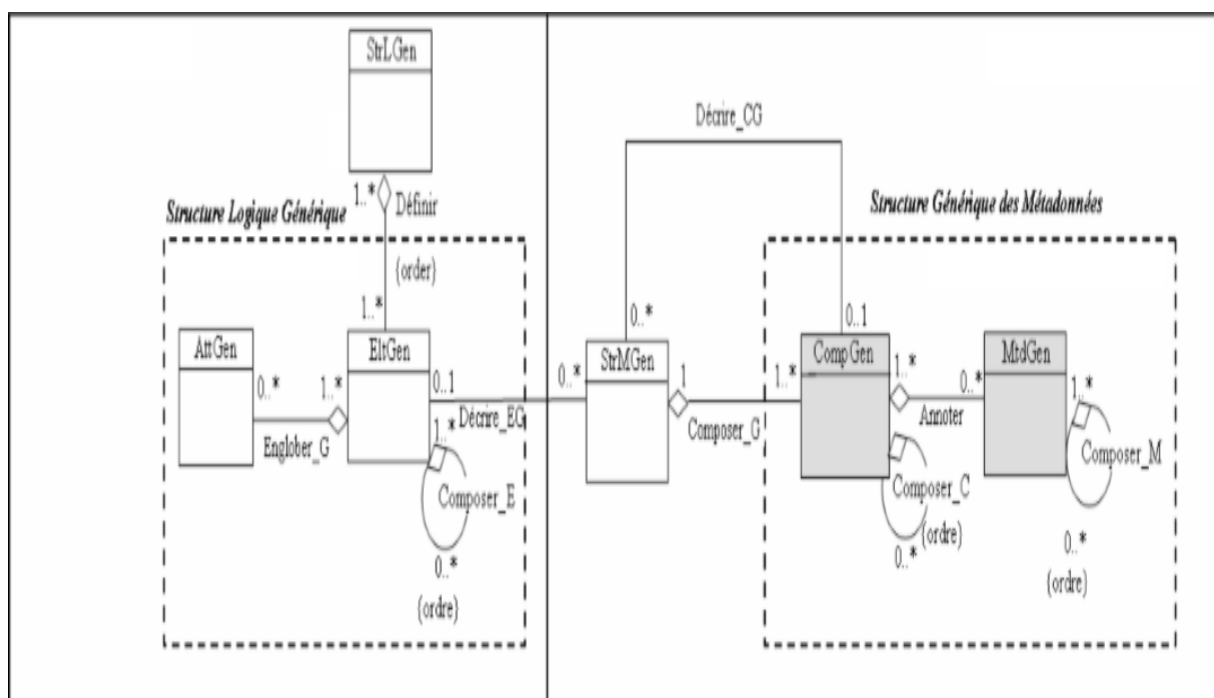 StrLGen
Décrire_CG
1..*
Définir
Structure Logique Générique
Structure Générique des Métadonnées
{order}
1..*
0..*
0..1
AttGen
EltGen
StrMGen
CompGen
MtdGen
0..*
1..*
0..1
0..*
1
1..*
1..*
0..*
1..*
Englober_G
Décrire_EG
Composer_G
Annoter
1..*
Composer_E
Composer_C
Composer_M
{ordre}
0..*
0..*
0..*
{ordre}
{ordre}